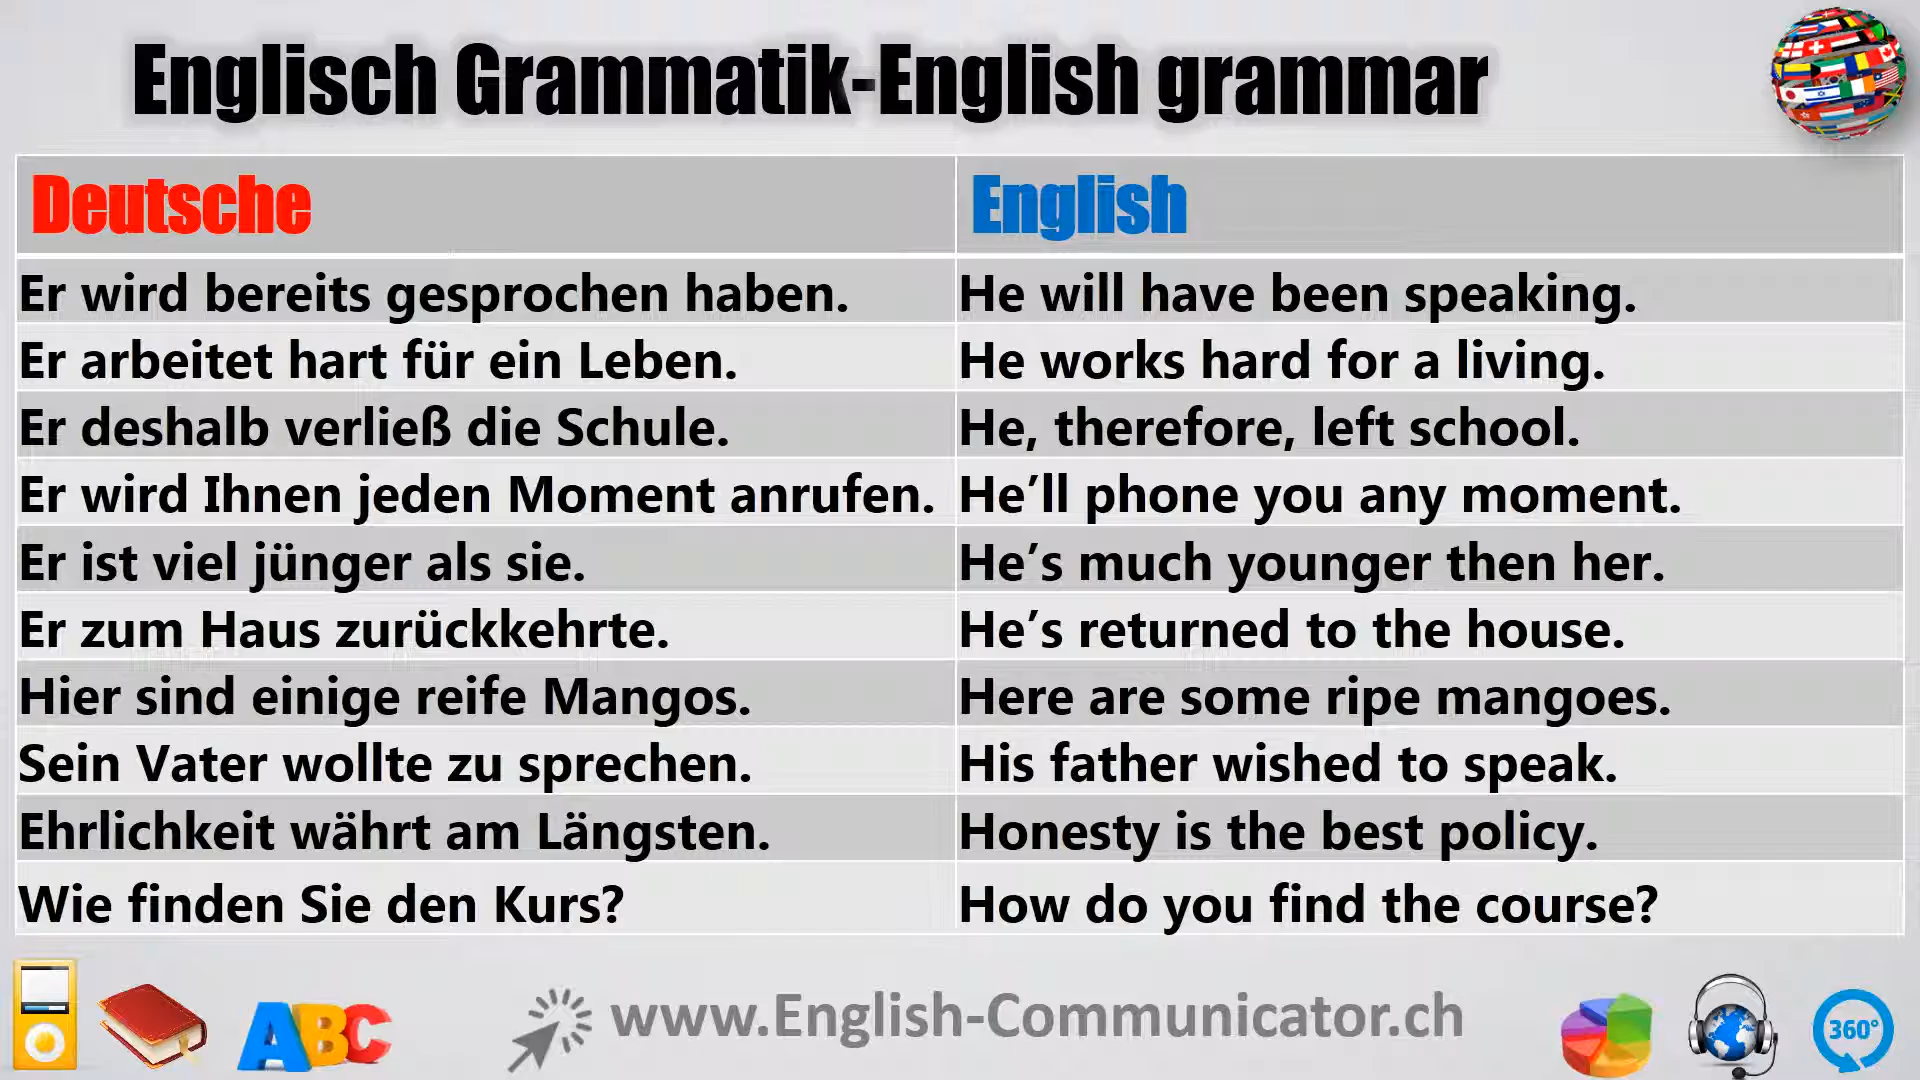 Englisch Grammatik-English grammar
Deutsche English
Er wird bereits gesprochen haben. He will have been speaking.
Er arbeitet hart für ein Leben. He works hard for a living.
Er deshalb verließ die Schule. He, therefore, left school.
Er wird Ihnen jeden Moment anrufen. He’ll phone you any moment.
Er ist viel jünger als sie. He’s much younger then her.
Er zum Haus zurückkehrte. He’s returned to the house.
Hier sind einige reife Mangos. Here are some ripe mangoes.
Sein Vater wollte zu sprechen. His father wished to speak.
Ehrlichkeit währt am Längsten. Honesty is the best policy.
Wie finden Sie den Kurs? How do you find the course?
ABC www.English-Communicator.ch 360°